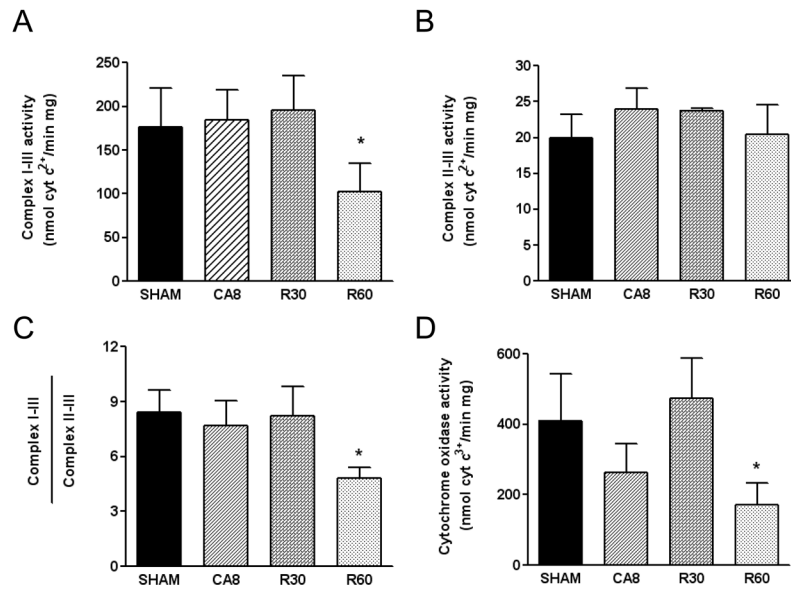 A
Complex I-III activity
(nmol cyt c²⁺/min mg)
250
200
150
100
50
0
*
SHAM CA8 R30 R60
B
Complex II-III activity
(nmol cyt c²⁺/min mg)
30
25
20
15
10
5
0
SHAM CA8 R30 R60
C
Complex I-III
Complex II-III
12
9
6
3
0
*
SHAM CA8 R30 R60
D
Cytochrome oxidase activity
(nmol cyt c³⁺/min mg)
600
400
200
0
*
SHAM CA8 R30 R60